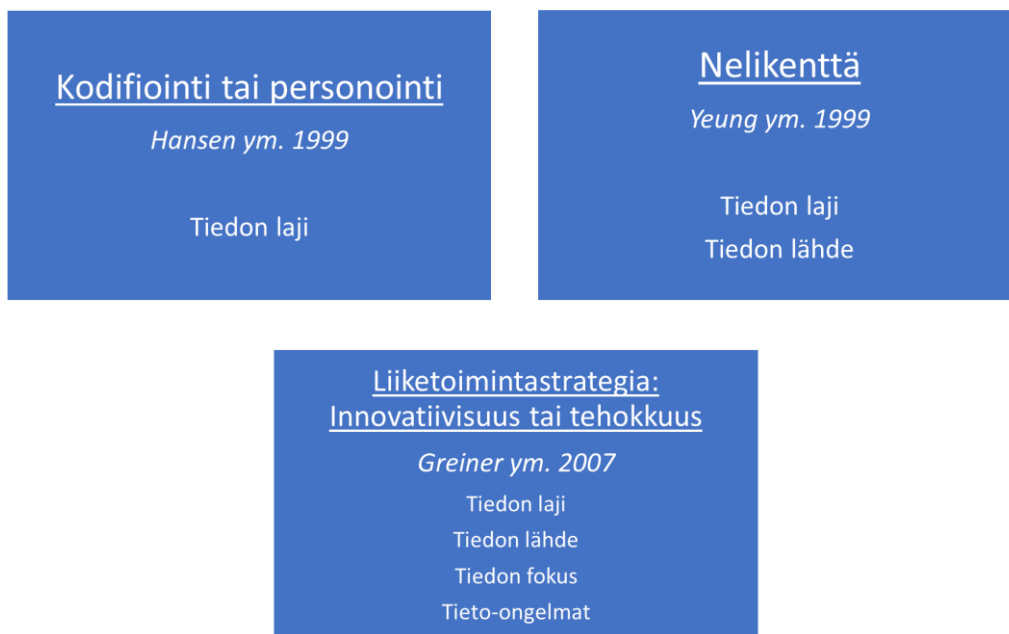 Kodifiointi tai personointi
Hansen ym. 1999
Tiedon laji
Nelikenttä
Yeung ym. 1999
Tiedon laji
Tiedon lähde
Liiketoimintastrategia:
Innovatiivisuus tai tehokkuus
Greiner ym. 2007
Tiedon laji
Tiedon lähde
Tiedon fokus
Tieto-ongelmat